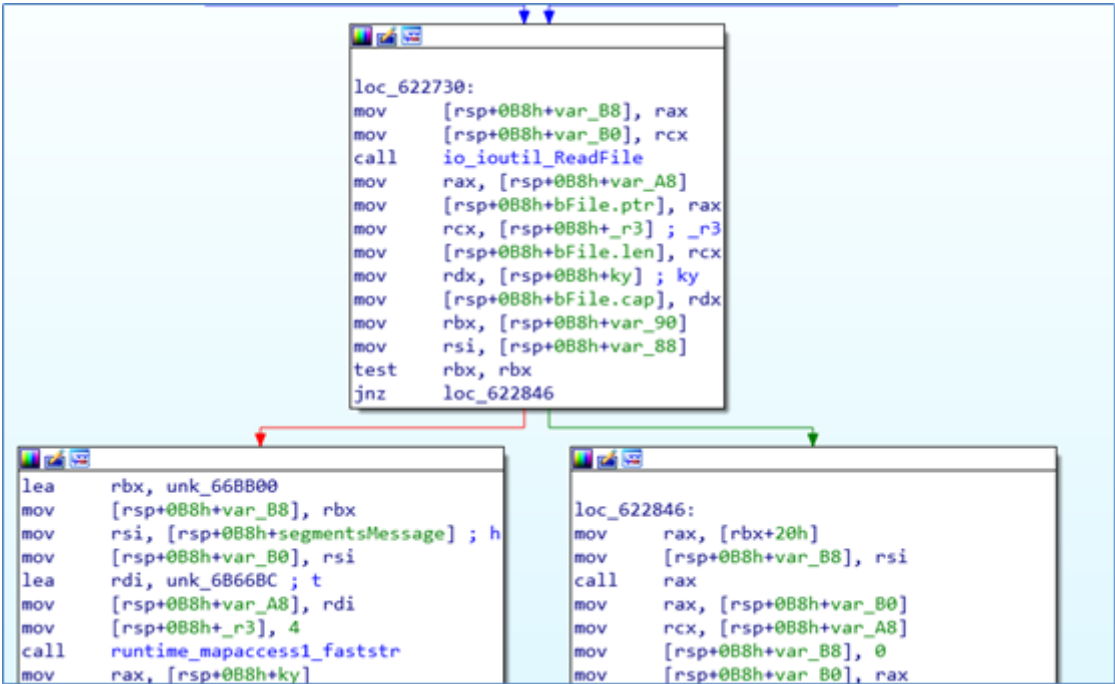 loc_622730:
mov [rsp+0B8h+var_B8], rax
mov [rsp+0B8h+var_B0], rcx
call io_ioutil_ReadFile
mov rax, [rsp+0B8h+var_A8]
mov [rsp+0B8h+bFile.ptr], rax
mov rcx, [rsp+0B8h+_r3] ; _r3
mov [rsp+0B8h+bFile.len], rcx
mov rdx, [rsp+0B8h+ky] ; ky
mov [rsp+0B8h+bFile.cap], rdx
mov rbx, [rsp+0B8h+var_90]
mov rsi, [rsp+0B8h+var_88]
test rbx, rbx
jnz loc_622846
lea rbx, unk_66BB00
mov [rsp+0B8h+var_B8], rbx
mov rsi, [rsp+0B8h+segmentsMessage] ; h
mov [rsp+0B8h+var_B0], rsi
lea rdi, unk_6B66BC ; t
mov [rsp+0B8h+var_A8], rdi
mov [rsp+0B8h+_r3], 4
call runtime_mapaccess1_faststr
mov rax, [rsp+0B8h+ky]
loc_622846:
mov rax, [rbx+20h]
mov [rsp+0B8h+var_B8], rsi
call rax
mov rax, [rsp+0B8h+var_B0]
mov rcx, [rsp+0B8h+var_A8]
mov [rsp+0B8h+var_B8], 0
mov [rsp+0B8h+var_B0], rax